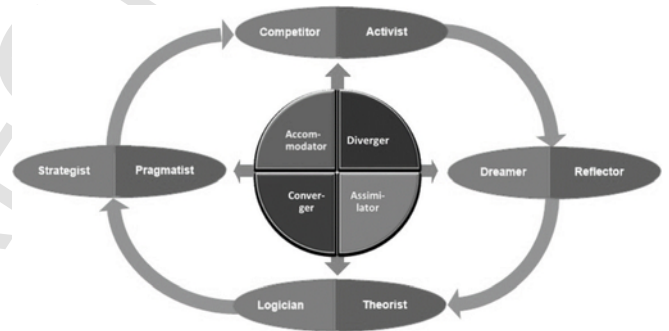 Competitor Activist
Accom-
modator
Diverger
Strategist Pragmatist
Dreamer Reflector
Conver-
ger
Assimi-
lator
Logician Theorist